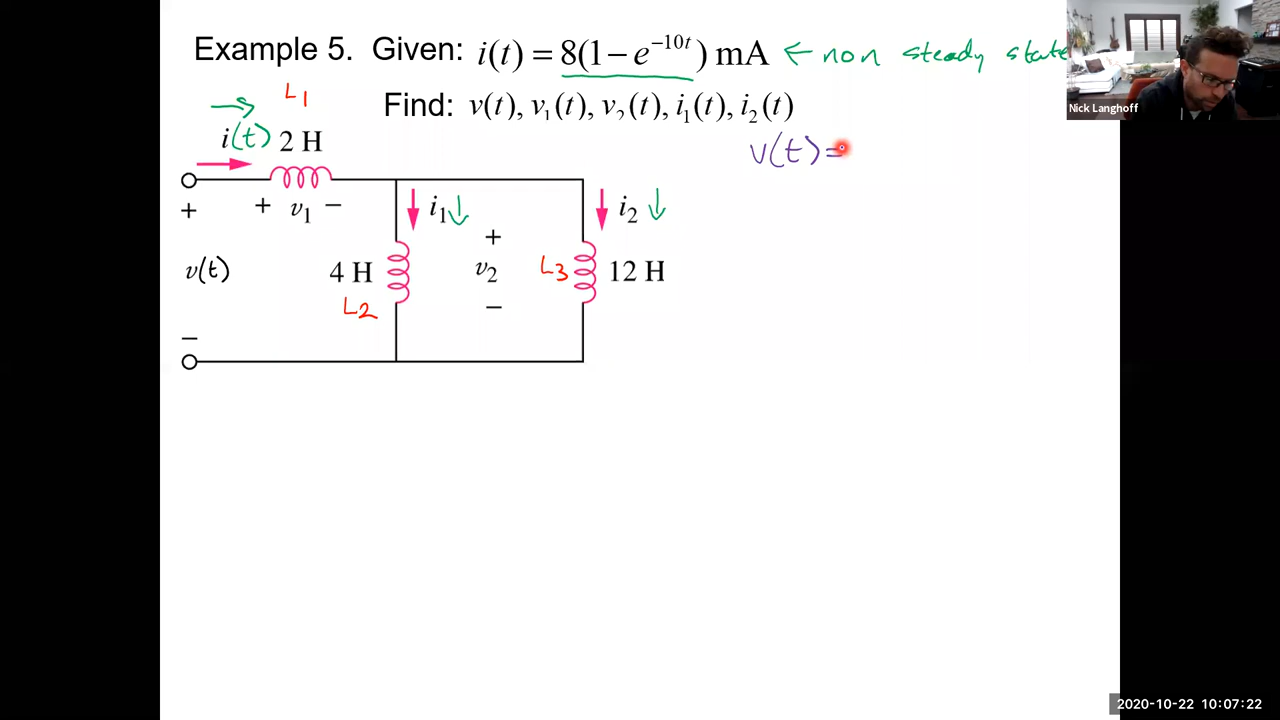 Example 5. Given: i(t) = 8(1 − e^{−10t}) mA ← non steady state
Nick Langhoff
Find: v(t), v₁(t), v₂(t), i₁(t), i₂(t)
L1
i(t) 2 H
v(t)=
+ + v₁ −
i₁ ↓ i₂ ↓
+
v(t) 4 H v₂ L3 12 H
L2 −
−
2020-10-22 10:07:22